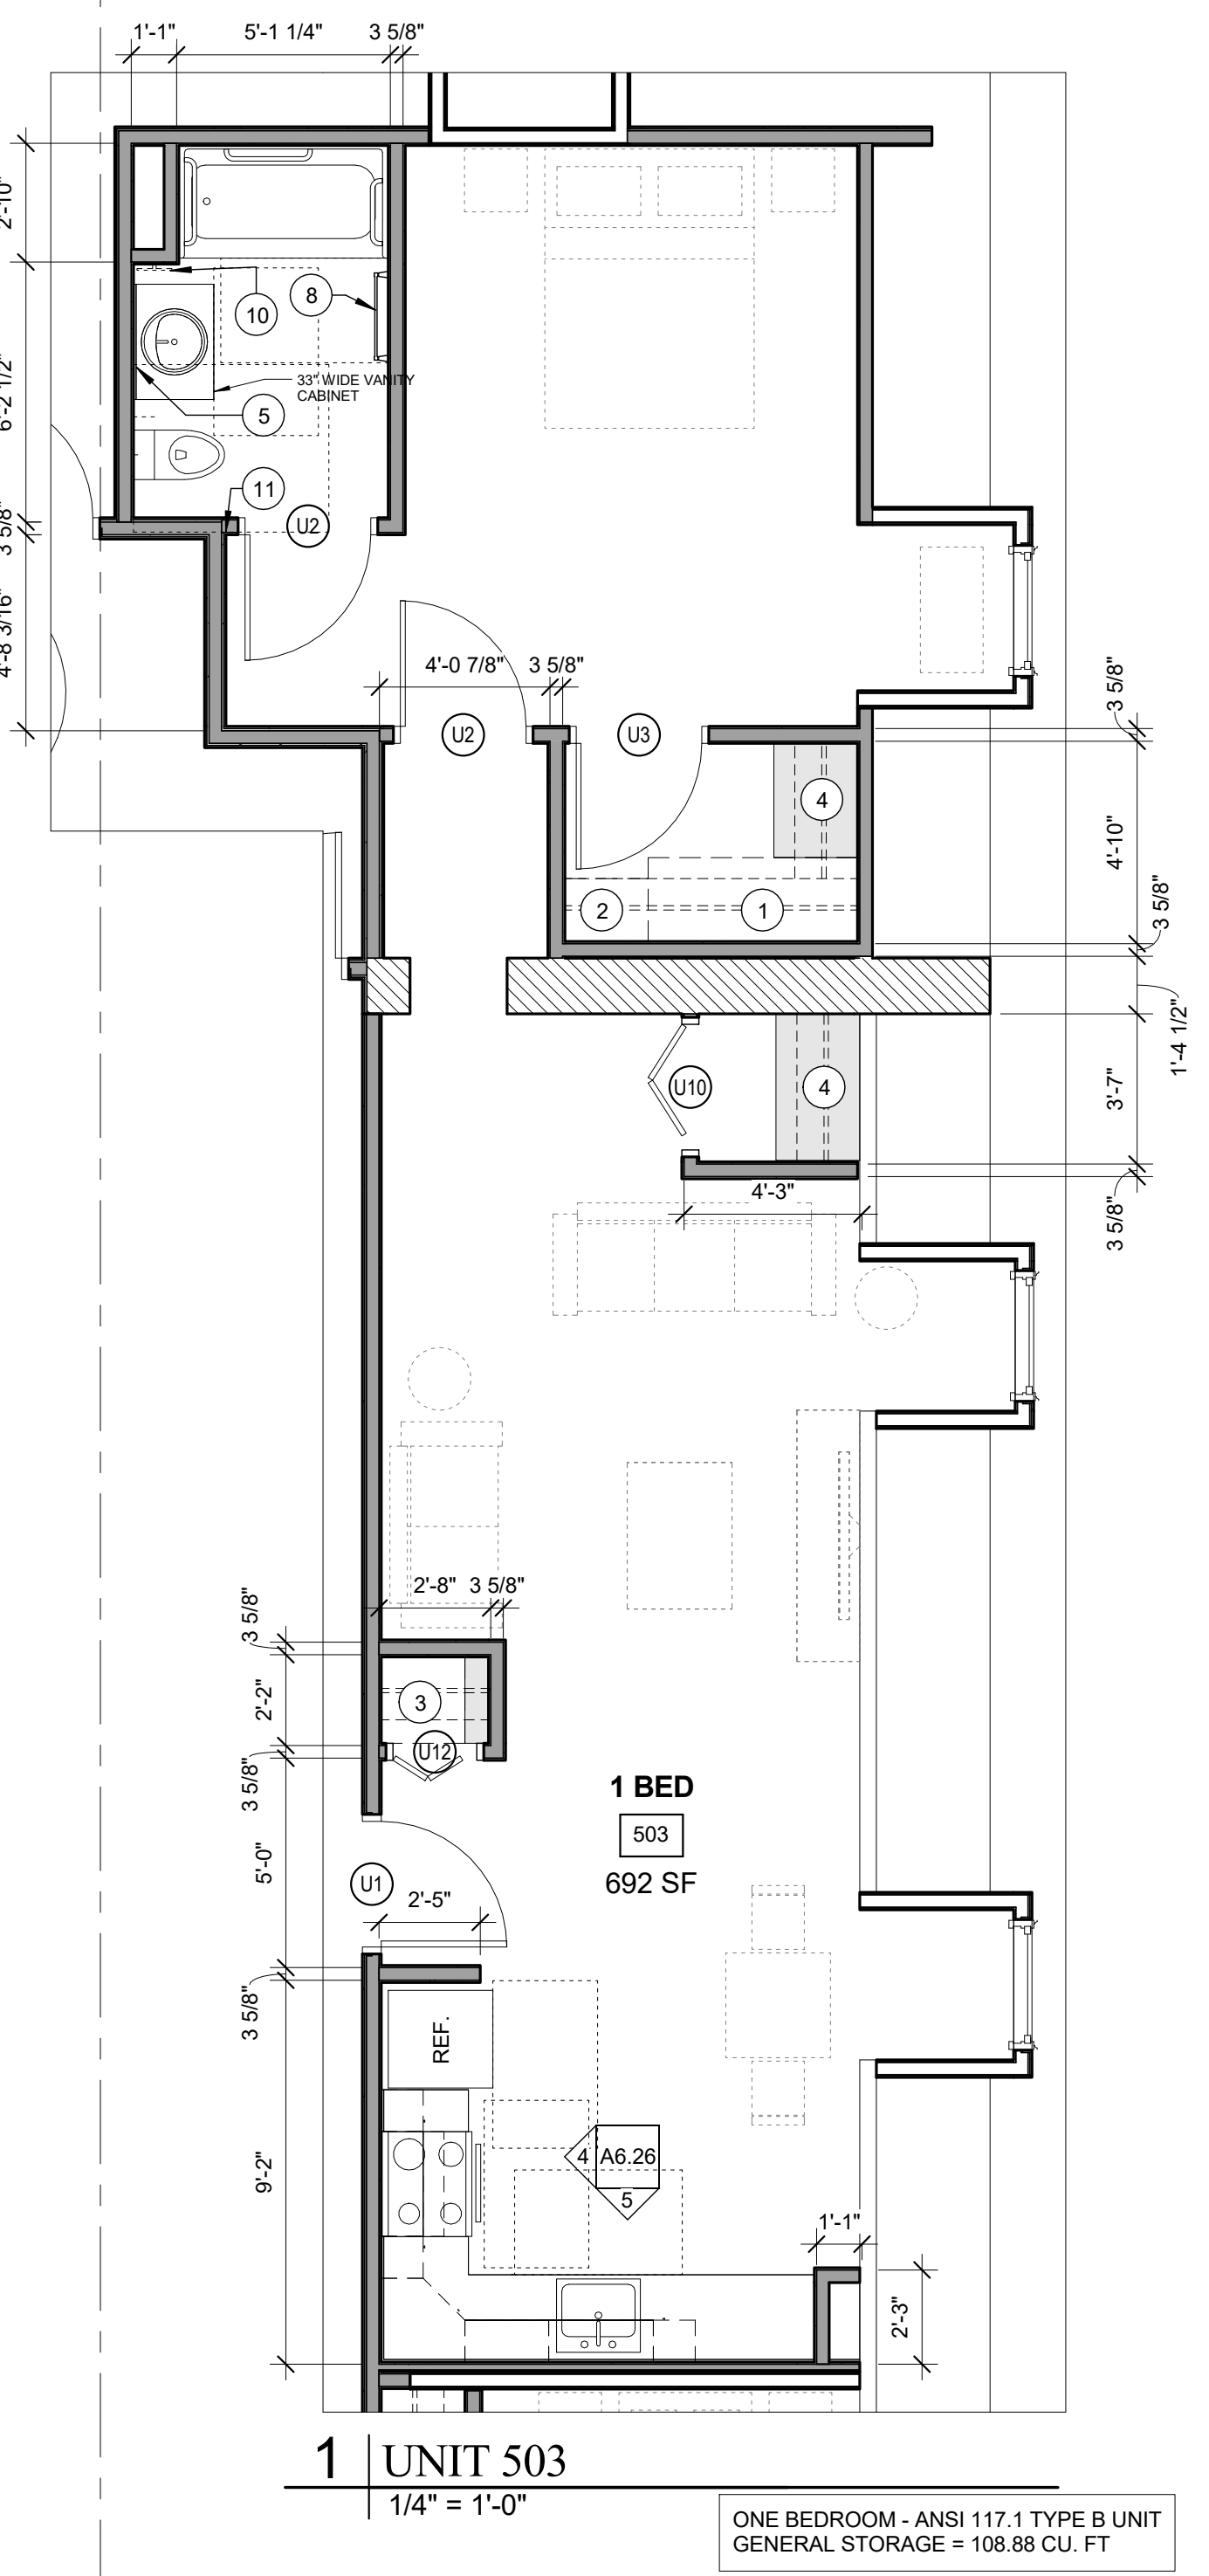 1'-1" 5'-1 1/4" 3 5/8"
2'-10"
10 8
6'-2 1/2"
33" WIDE VANITY
CABINET
5
11
3 5/8"
U2
4'-8 3/16"
4'-0 7/8" 3 5/8"
3 5/8"
U2 U3
4
4'-10"
3 5/8"
2 1
1'-4 1/2"
U10 4
3'-7"
4'-3"
3 5/8"
2'-8" 3 5/8"
3 5/8"
2'-2"
3
U12
3 5/8"
1 BED
503
692 SF
5'-0"
U1
2'-5"
3 5/8"
REF.
4 A6.26
5
9'-2"
1'-1"
2'-3"
1 UNIT 503
1/4" = 1'-0"
ONE BEDROOM - ANSI 117.1 TYPE B UNIT
GENERAL STORAGE = 108.88 CU. FT